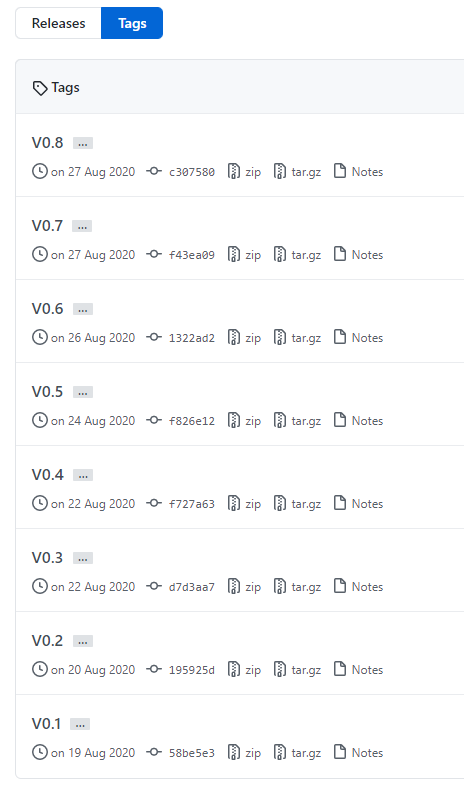 Releases Tags
Tags
V0.8 ...
on 27 Aug 2020 c307580 zip tar.gz Notes
V0.7 ...
on 27 Aug 2020 f43ea09 zip tar.gz Notes
V0.6 ...
on 26 Aug 2020 1322ad2 zip tar.gz Notes
V0.5 ...
on 24 Aug 2020 f826e12 zip tar.gz Notes
V0.4 ...
on 22 Aug 2020 f727a63 zip tar.gz Notes
V0.3 ...
on 22 Aug 2020 d7d3aa7 zip tar.gz Notes
V0.2 ...
on 20 Aug 2020 195925d zip tar.gz Notes
V0.1 ...
on 19 Aug 2020 58be5e3 zip tar.gz Notes